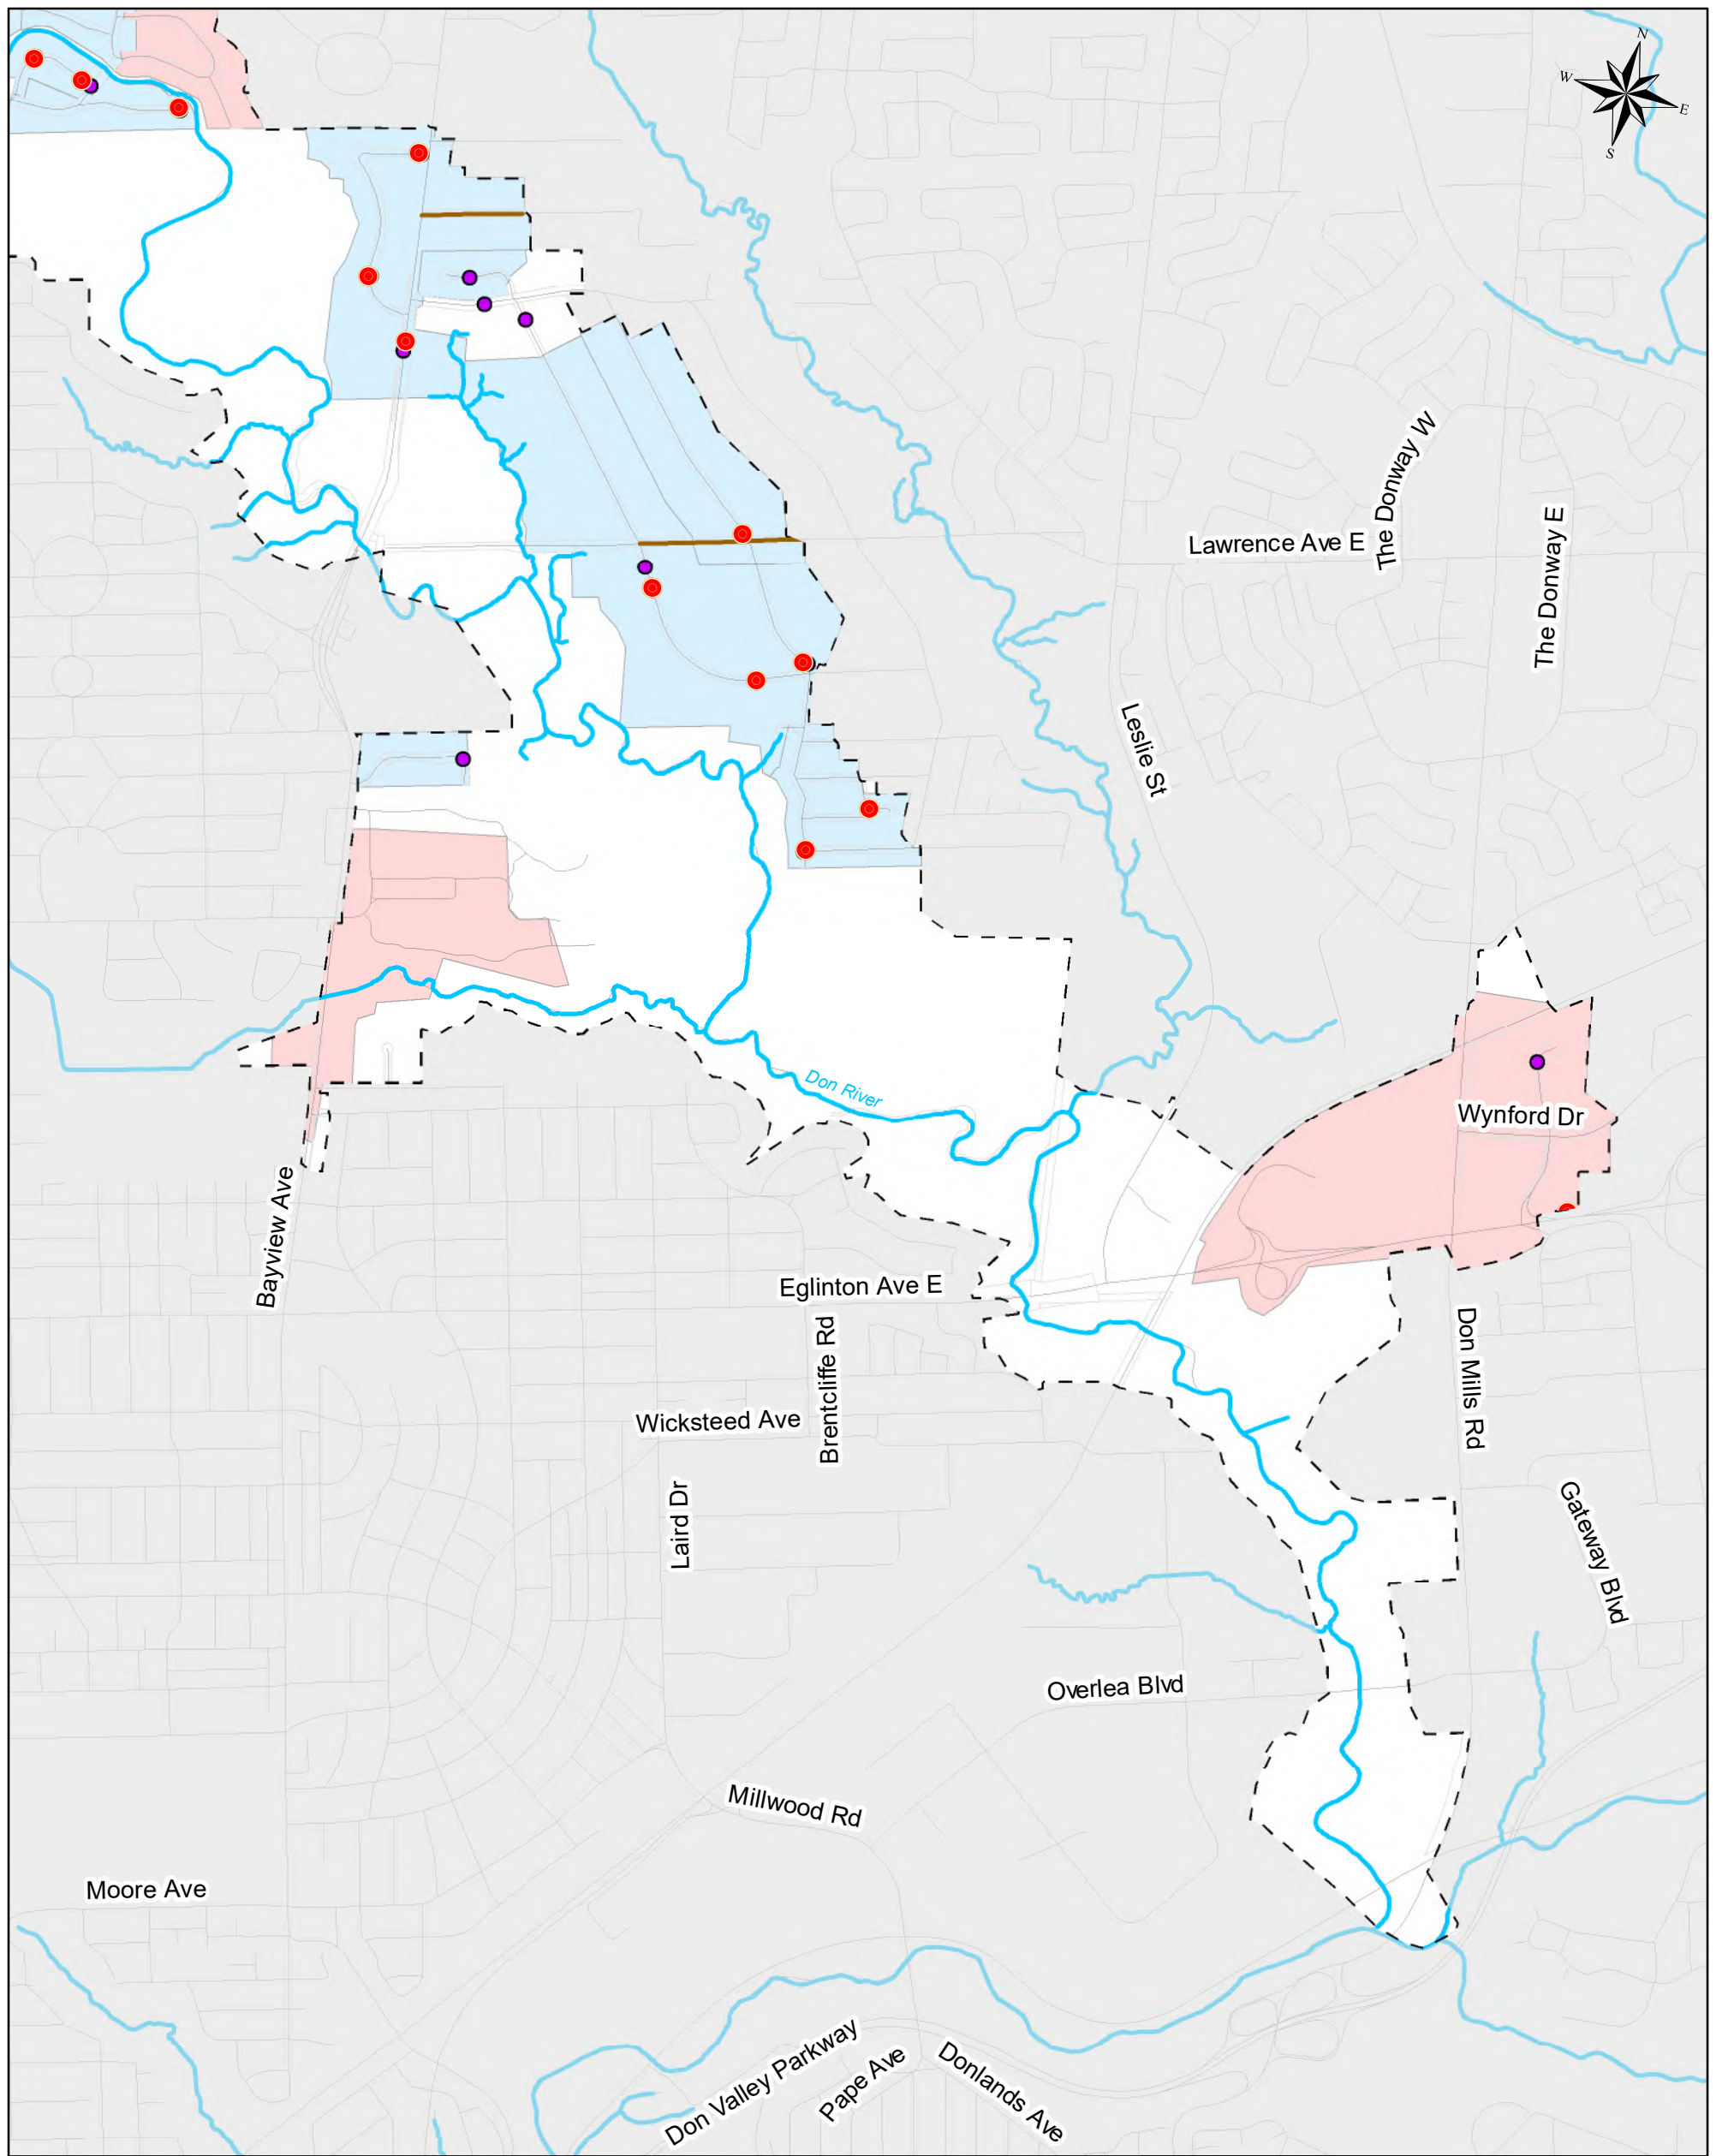 N
W
E
S
The Donway W
Lawrence Ave E
The Donway E
Leslie St
Don River
Wynford Dr
Bayview Ave
Eglinton Ave E
Brentcliffe Rd
Don Mills Rd
Wicksteed Ave
Laird Dr
Gateway Blvd
Overlea Blvd
Millwood Rd
Moore Ave
Don Valley Parkway
Pape Ave
Donlands Ave